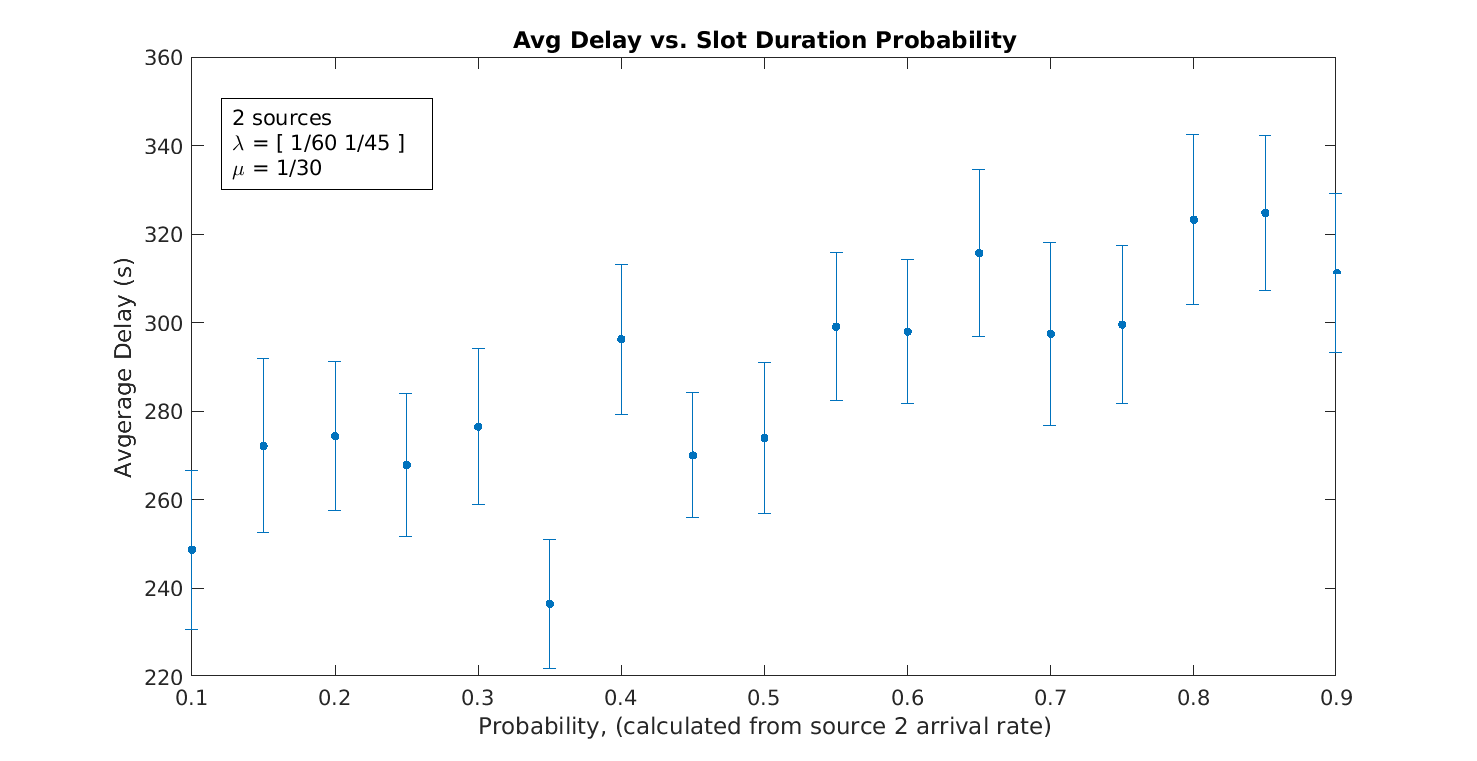 Avg Delay vs. Slot Duration Probability
360
340
320
300
280
260
240
220
Avgerage Delay (s)
2 sources
λ = [ 1/60 1/45 ]
μ = 1/30
0.1 0.2 0.3 0.4 0.5 0.6 0.7 0.8 0.9
Probability, (calculated from source 2 arrival rate)